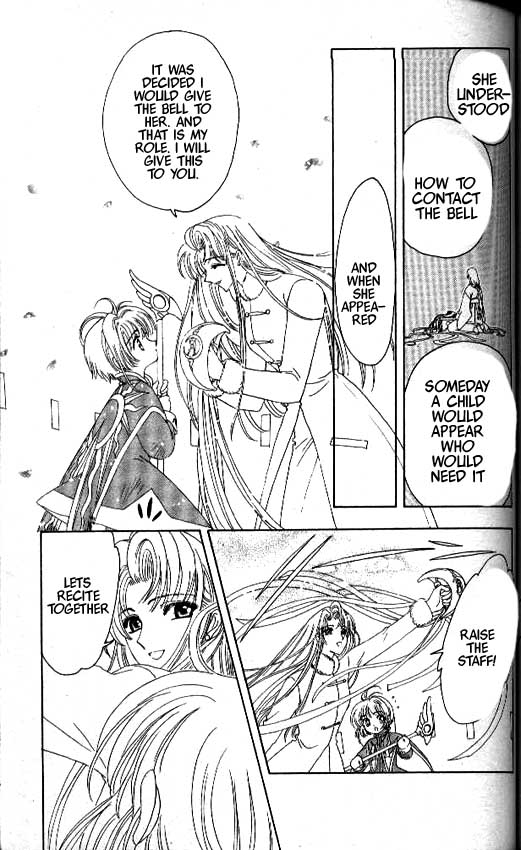 SHE
UNDER-
STOOD
HOW TO
CONTACT
THE BELL
SOMEDAY
A CHILD
WOULD
APPEAR
WHO
WOULD
NEED IT
AND
WHEN
SHE
APPEA-
RED
IT WAS
DECIDED I
WOULD GIVE
THE BELL TO
HER. AND
THAT IS MY
ROLE. I WILL
GIVE THIS
TO YOU.
RAISE
THE
STAFF!
LETS
RECITE
TOGETHER